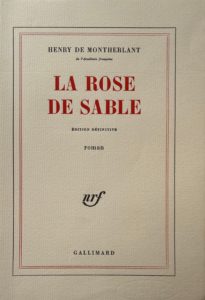 HENRY DE MONTHERLANT
de l'Académie française
LA ROSE
DE SABLE
ÉDITION DÉFINITIVE
roman
nrf
GALLIMARD